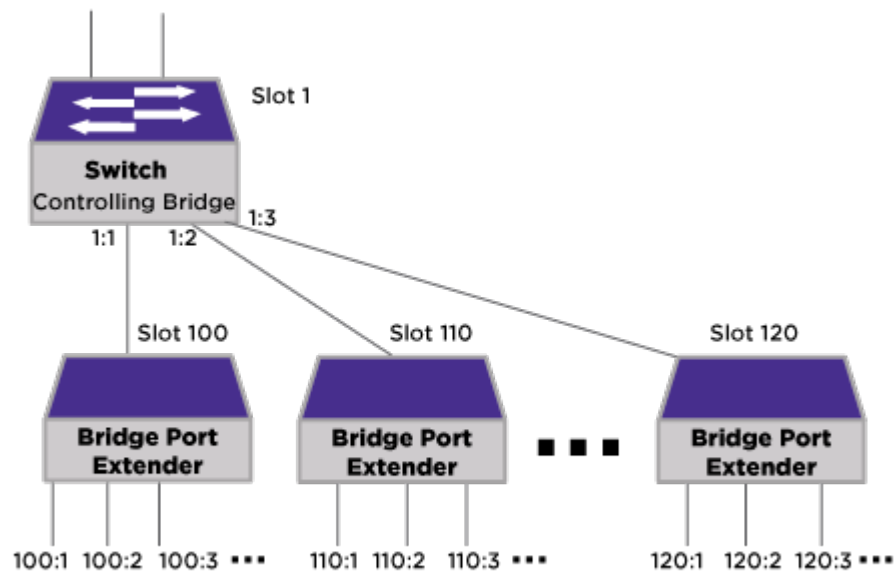 Slot 1
Switch
Controlling Bridge
1:1
1:2
1:3
Slot 100
Slot 110
Slot 120
Bridge Port
Extender
Bridge Port
Extender
Bridge Port
Extender
100:1 100:2 100:3 ...
110:1 110:2 110:3 ...
120:1 120:2 120:3 ...